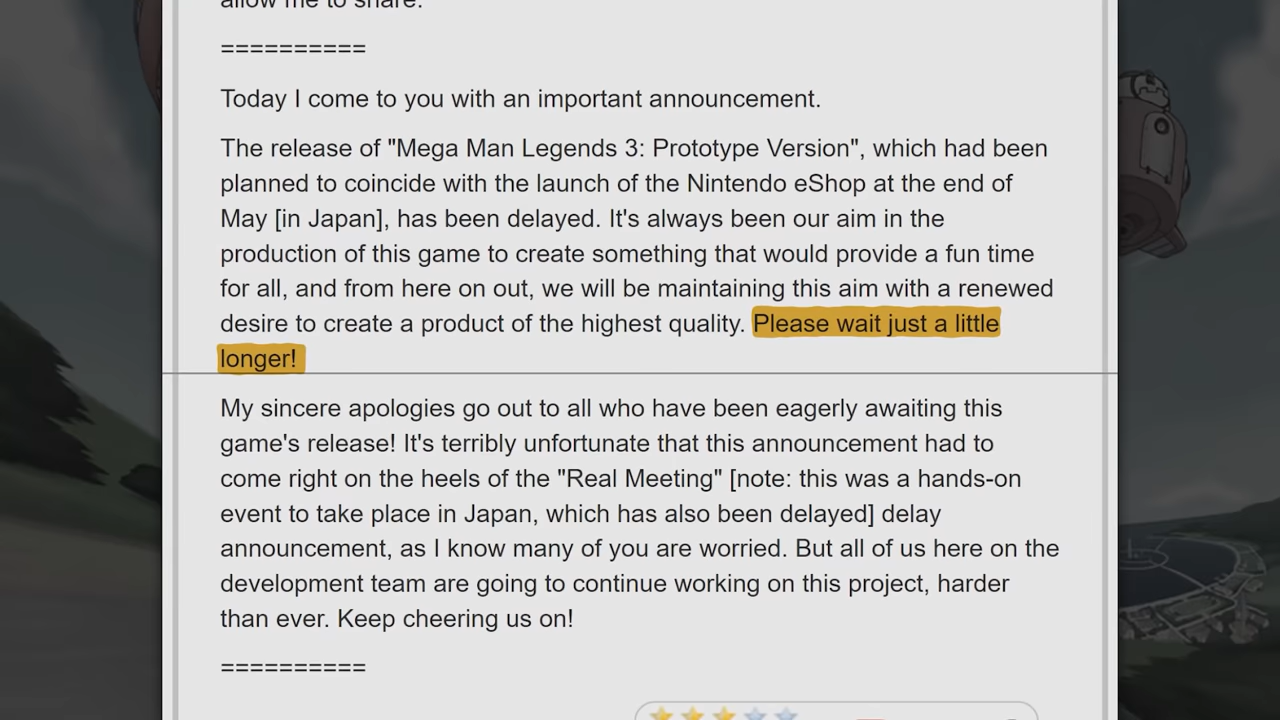 allow me to share.
==========
Today I come to you with an important announcement.
The release of "Mega Man Legends 3: Prototype Version", which had been
planned to coincide with the launch of the Nintendo eShop at the end of
May [in Japan], has been delayed. It's always been our aim in the
production of this game to create something that would provide a fun time
for all, and from here on out, we will be maintaining this aim with a renewed
desire to create a product of the highest quality. Please wait just a little
longer!
My sincere apologies go out to all who have been eagerly awaiting this
game's release! It's terribly unfortunate that this announcement had to
come right on the heels of the "Real Meeting" [note: this was a hands-on
event to take place in Japan, which has also been delayed] delay
announcement, as I know many of you are worried. But all of us here on the
development team are going to continue working on this project, harder
than ever. Keep cheering us on!
==========